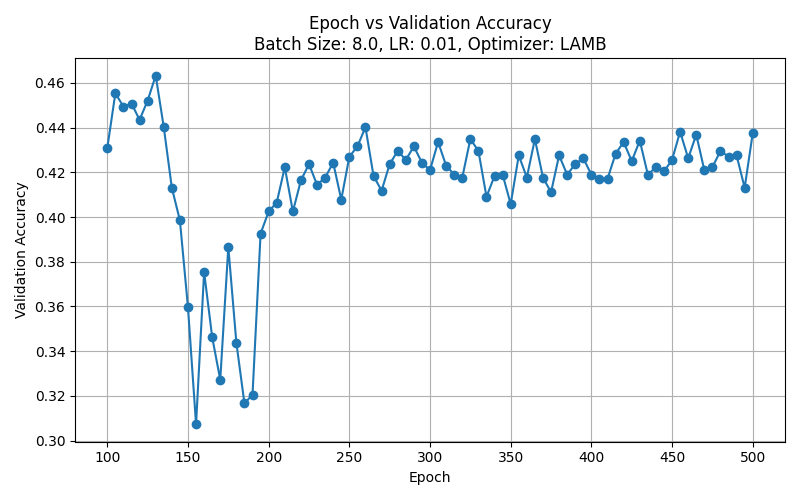 Epoch vs Validation Accuracy
Batch Size: 8.0, LR: 0.01, Optimizer: LAMB
Validation Accuracy
0.46
0.44
0.42
0.40
0.38
0.36
0.34
0.32
0.30
100 150 200 250 300 350 400 450 500
Epoch